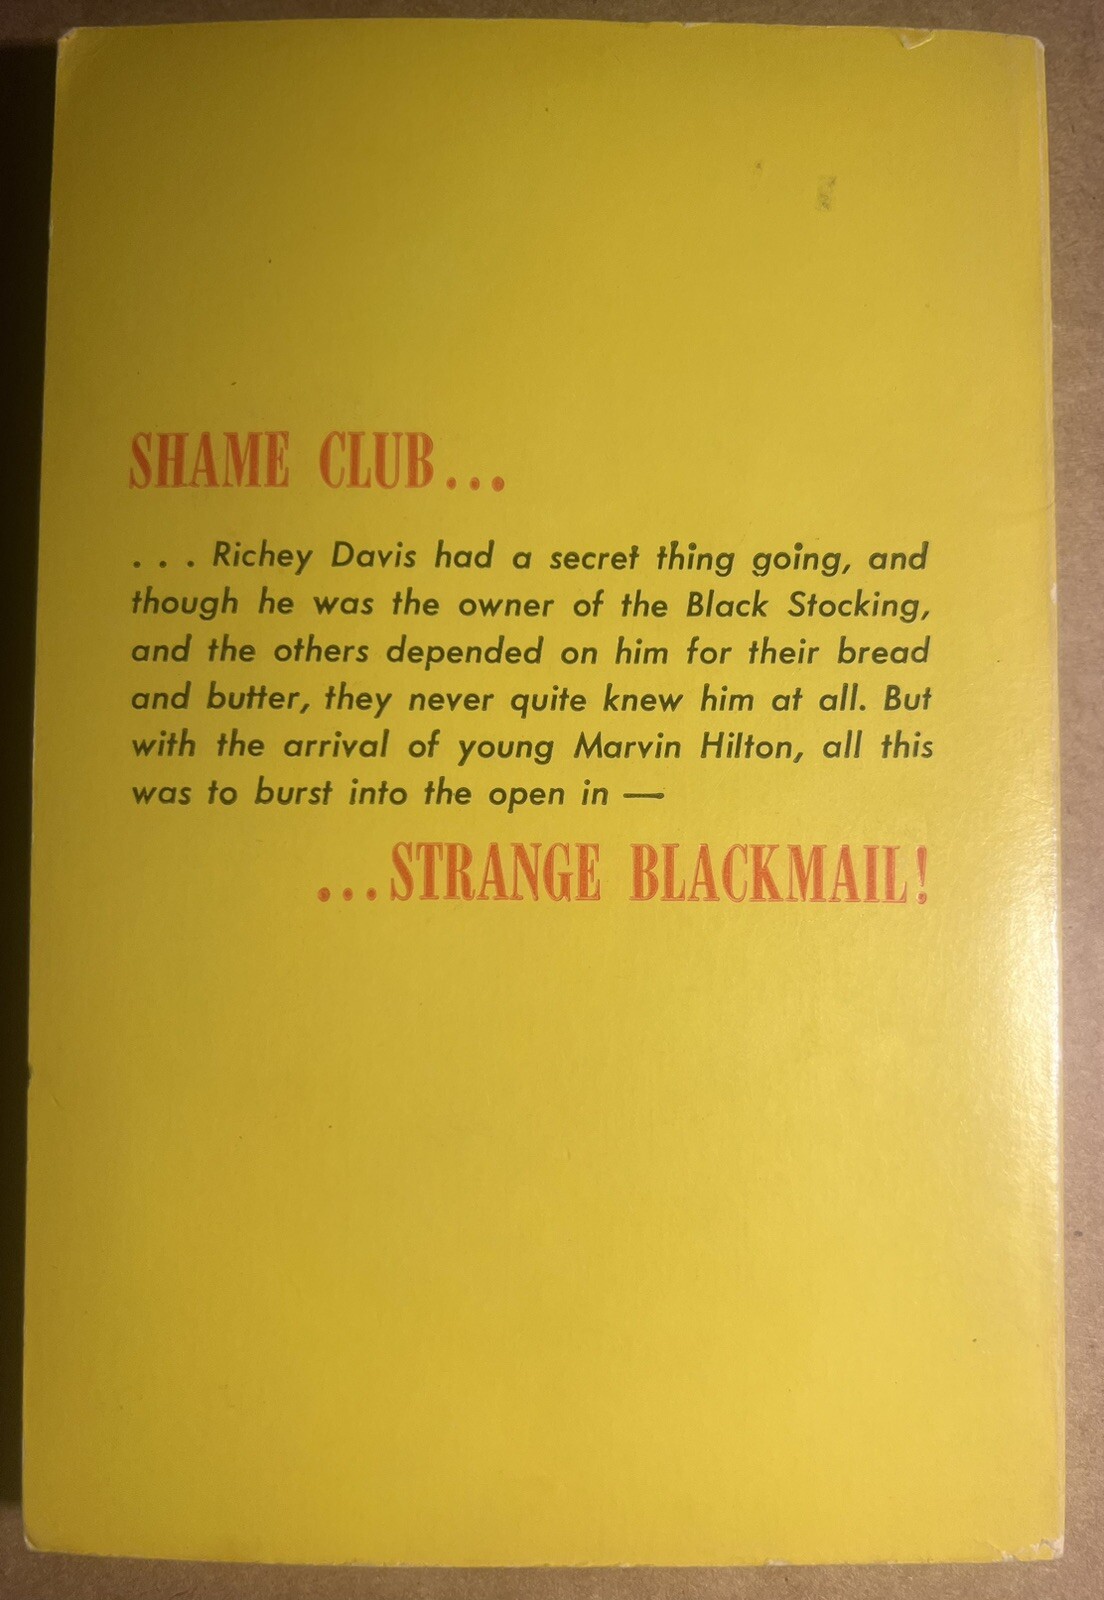 SHAME CLUB...
. . . Richey Davis had a secret thing going, and
though he was the owner of the Black Stocking,
and the others depended on him for their bread
and butter, they never quite knew him at all. But
with the arrival of young Marvin Hilton, all this
was to burst into the open in —
...STRANGE BLACKMAIL!